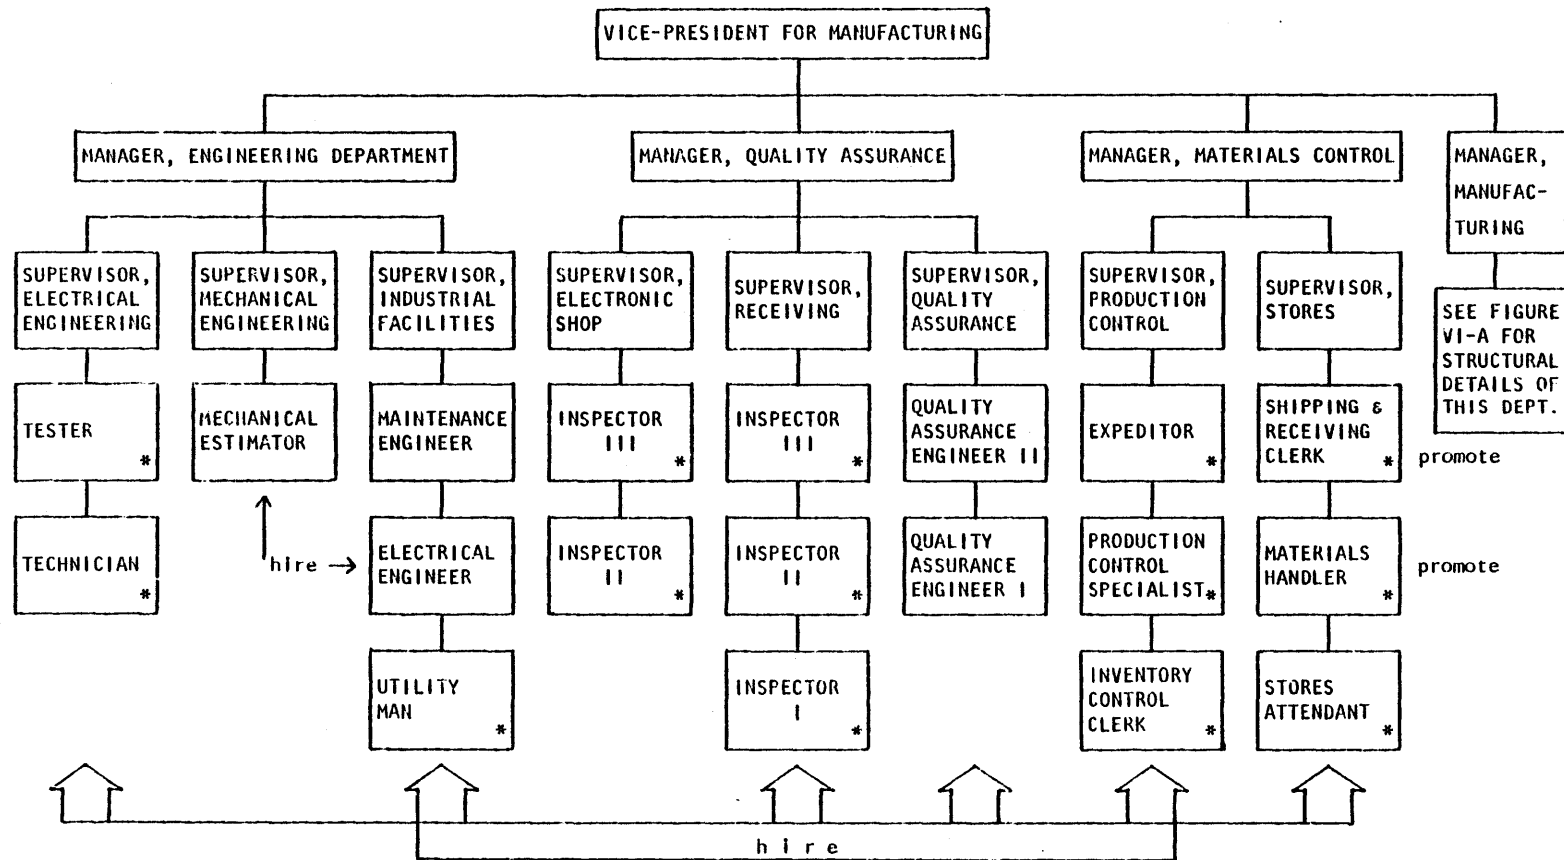 VICE-PRESIDENT FOR MANUFACTURING
MANAGER, ENGINEERING DEPARTMENT
MANAGER, QUALITY ASSURANCE
MANAGER, MATERIALS CONTROL
MANAGER,
MANUFAC-
TURING
SUPERVISOR,
ELECTRICAL
ENGINEERING
SUPERVISOR,
MECHANICAL
ENGINEERING
SUPERVISOR,
INDUSTRIAL
FACILITIES
SUPERVISOR,
ELECTRONIC
SHOP
SUPERVISOR,
RECEIVING
SUPERVISOR,
QUALITY
ASSURANCE
SUPERVISOR,
PRODUCTION
CONTROL
SUPERVISOR,
STORES
SEE FIGURE
VI-A FOR
STRUCTURAL
DETAILS OF
THIS DEPT.
TESTER
*
MECHANICAL
ESTIMATOR
MAINTENANCE
ENGINEER
INSPECTOR
III
*
INSPECTOR
III
*
QUALITY
ASSURANCE
ENGINEER II
EXPEDITOR
*
SHIPPING &
RECEIVING
CLERK *
promote
TECHNICIAN
*
hire →
ELECTRICAL
ENGINEER
INSPECTOR
II
*
INSPECTOR
II
*
QUALITY
ASSURANCE
ENGINEER I
PRODUCTION
CONTROL
SPECIALIST*
MATERIALS
HANDLER
*
promote
UTILITY
MAN
*
INSPECTOR
I
*
INVENTORY
CONTROL
CLERK *
STORES
ATTENDANT
*
hire